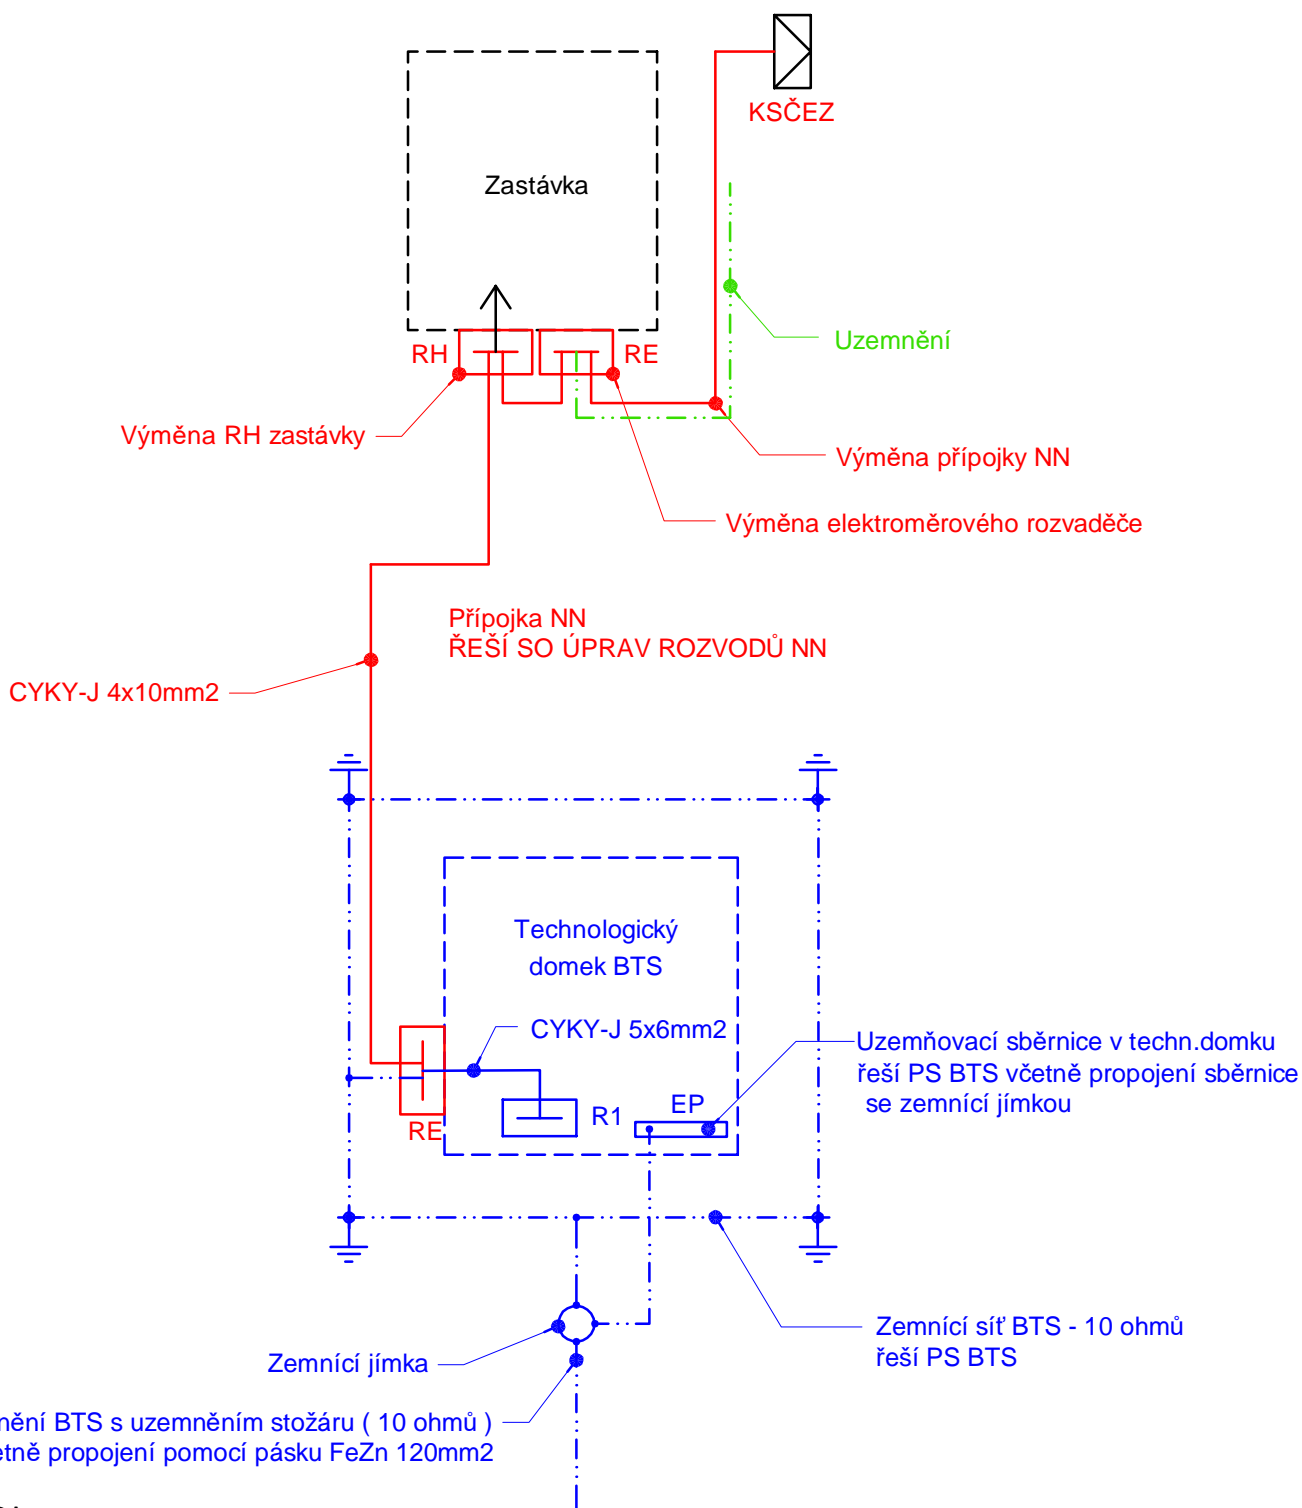 KSČEZ
Zastávka
Uzemnění
RH
RE
Výměna RH zastávky
Výměna přípojky NN
Výměna elektroměrového rozvaděče
Přípojka NN
ŘEŠÍ SO ÚPRAV ROZVODŮ NN
CYKY-J 4x10mm2
Technologický
domek BTS
CYKY-J 5x6mm2
Uzemňovací sběrnice v techn.domku
řeší PS BTS včetně propojení sběrnice
se zemnící jímkou
EP
R1
RE
Zemnící síť BTS - 10 ohmů
řeší PS BTS
Zemnící jímka
BTS s uzemněním stožáru ( 10 ohmů )
propojení pomocí pásku FeZn 120mm2